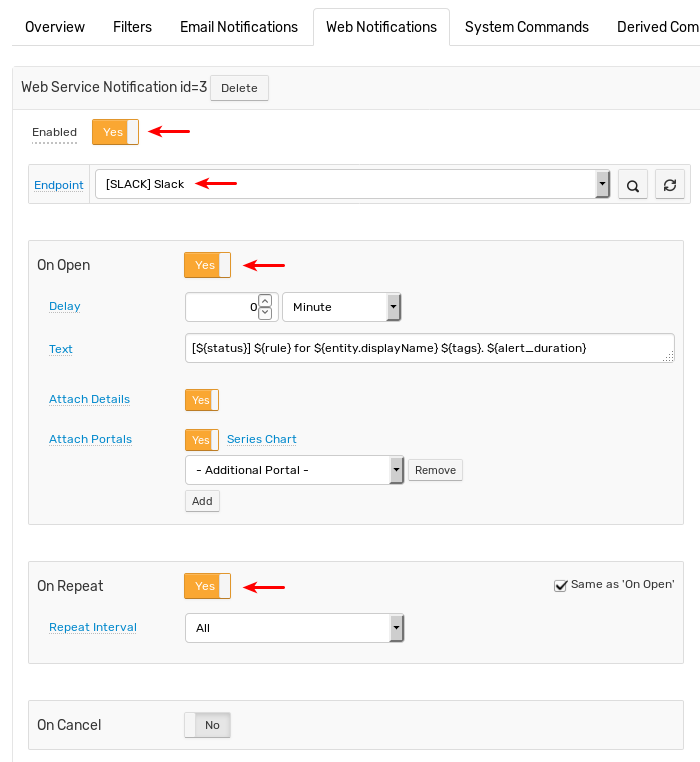 Overview Filters Email Notifications Web Notifications System Commands Derived Com
Web Service Notification id=3 Delete
Enabled Yes
Endpoint [SLACK] Slack
On Open Yes
Delay 0 Minute
Text [${status}] ${rule} for ${entity.displayName} ${tags}. ${alert_duration}
Attach Details Yes
Attach Portals Yes Series Chart
- Additional Portal - Remove
Add
On Repeat Yes Same as 'On Open'
Repeat Interval All
On Cancel No